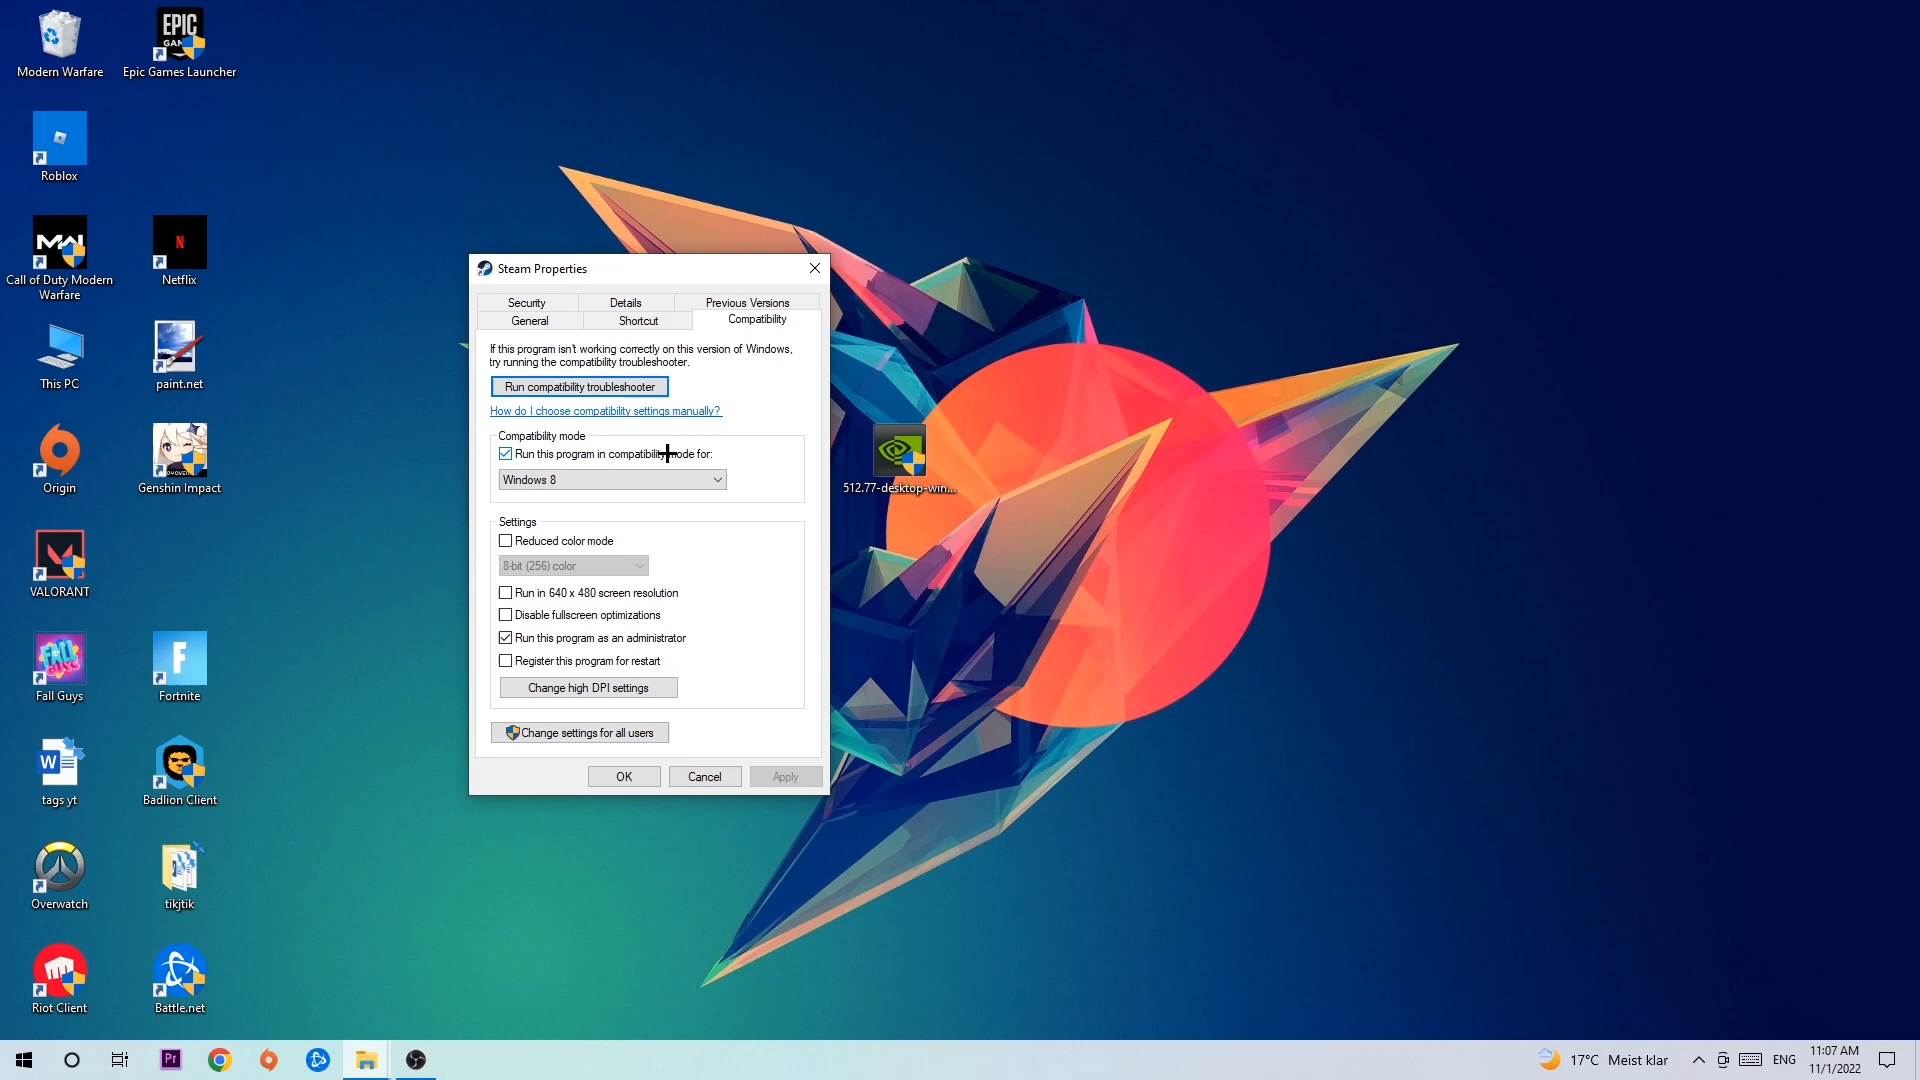 Modern Warfare
EPIC
GAMES
Epic Games Launcher
Roblox
MW
Call of Duty Modern
Warfare
N
Netflix
This PC
paint.net
Origin
Genshin Impact
VALORANT
FALL
Fall Guys
F
Fortnite
W
tags yt
Badlion Client
Overwatch
tikjtik
Riot Client
Battle.net
512.77-desktop-win...
Steam Properties
Security
Details
Previous Versions
General
Shortcut
Compatibility
If this program isn't working correctly on this version of Windows,
try running the compatibility troubleshooter.
Run compatibility troubleshooter
How do I choose compatibility settings manually?
Compatibility mode
Run this program in compatibility mode for:
Windows 8
Settings
Reduced color mode
8-bit (256) color
Run in 640 x 480 screen resolution
Disable fullscreen optimizations
Run this program as an administrator
Register this program for restart
Change high DPI settings
Change settings for all users
OK
Cancel
Apply
Pr
17°C Meist klar
ENG
11:07 AM
11/1/2022